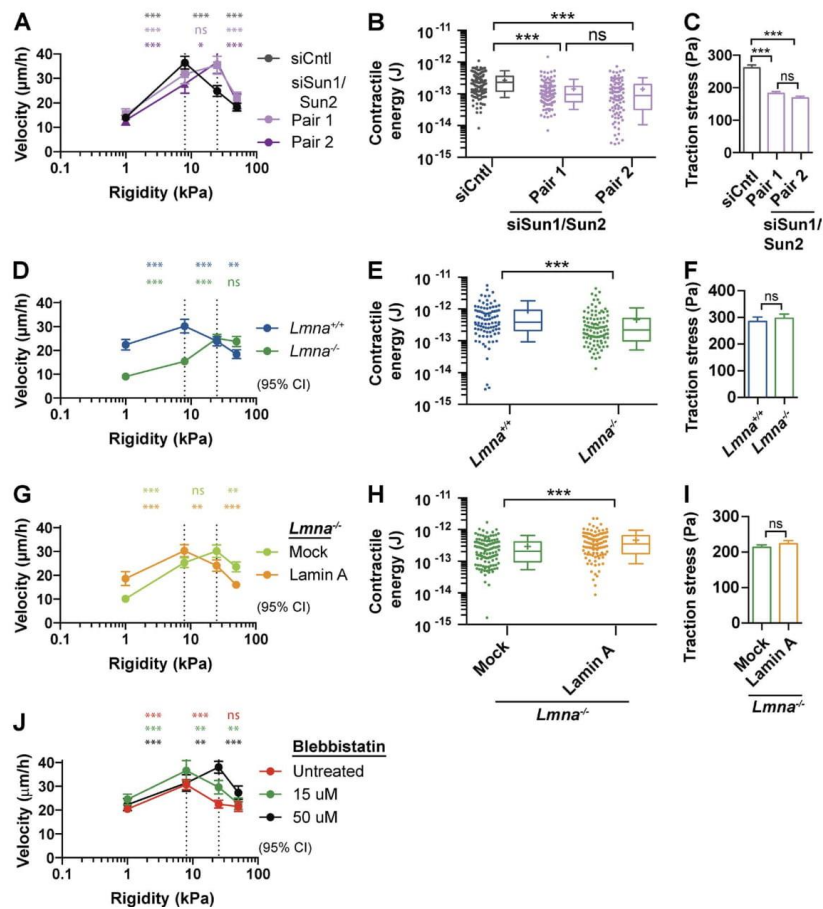 A
*** *** ***
*** ns ***
*** * ***
Velocity (µm/h)
50
40
30
20
10
0
0.1 1 10 100
Rigidity (kPa)
siCntl
siSun1/
Sun2
Pair 1
Pair 2
B
***
*** ns
Contractile
energy (J)
10-11
10-12
10-13
10-14
10-15
siCntl
Pair 1
Pair 2
siSun1/Sun2
C
***
***
ns
Traction stress (Pa)
400
300
200
100
0
siCntl
Pair 1
Pair 2
siSun1/
Sun2
D
*** *** **
*** *** ns
Velocity (µm/h)
40
30
20
10
0
0.1 1 10 100
Rigidity (kPa)
Lmna+/+
Lmna-/-
(95% CI)
E
***
Contractile
energy (J)
10-11
10-12
10-13
10-14
10-15
Lmna+/+
Lmna-/-
F
ns
Traction stress (Pa)
400
300
200
100
0
Lmna+/+
Lmna-/-
G
*** ns **
*** ** ***
Velocity (µm/h)
40
30
20
10
0
0.1 1 10 100
Rigidity (kPa)
Lmna-/-
Mock
Lamin A
(95% CI)
H
***
Contractile
energy (J)
10-11
10-12
10-13
10-14
10-15
Mock
Lamin A
Lmna-/-
I
ns
Traction stress (Pa)
400
200
0
Mock
Lamin A
Lmna-/-
J
*** *** ns
*** ** **
*** ** ***
Velocity (µm/h)
40
30
20
10
0
0.1 1 10 100
Rigidity (kPa)
Blebbistatin
Untreated
15 uM
50 uM
(95% CI)